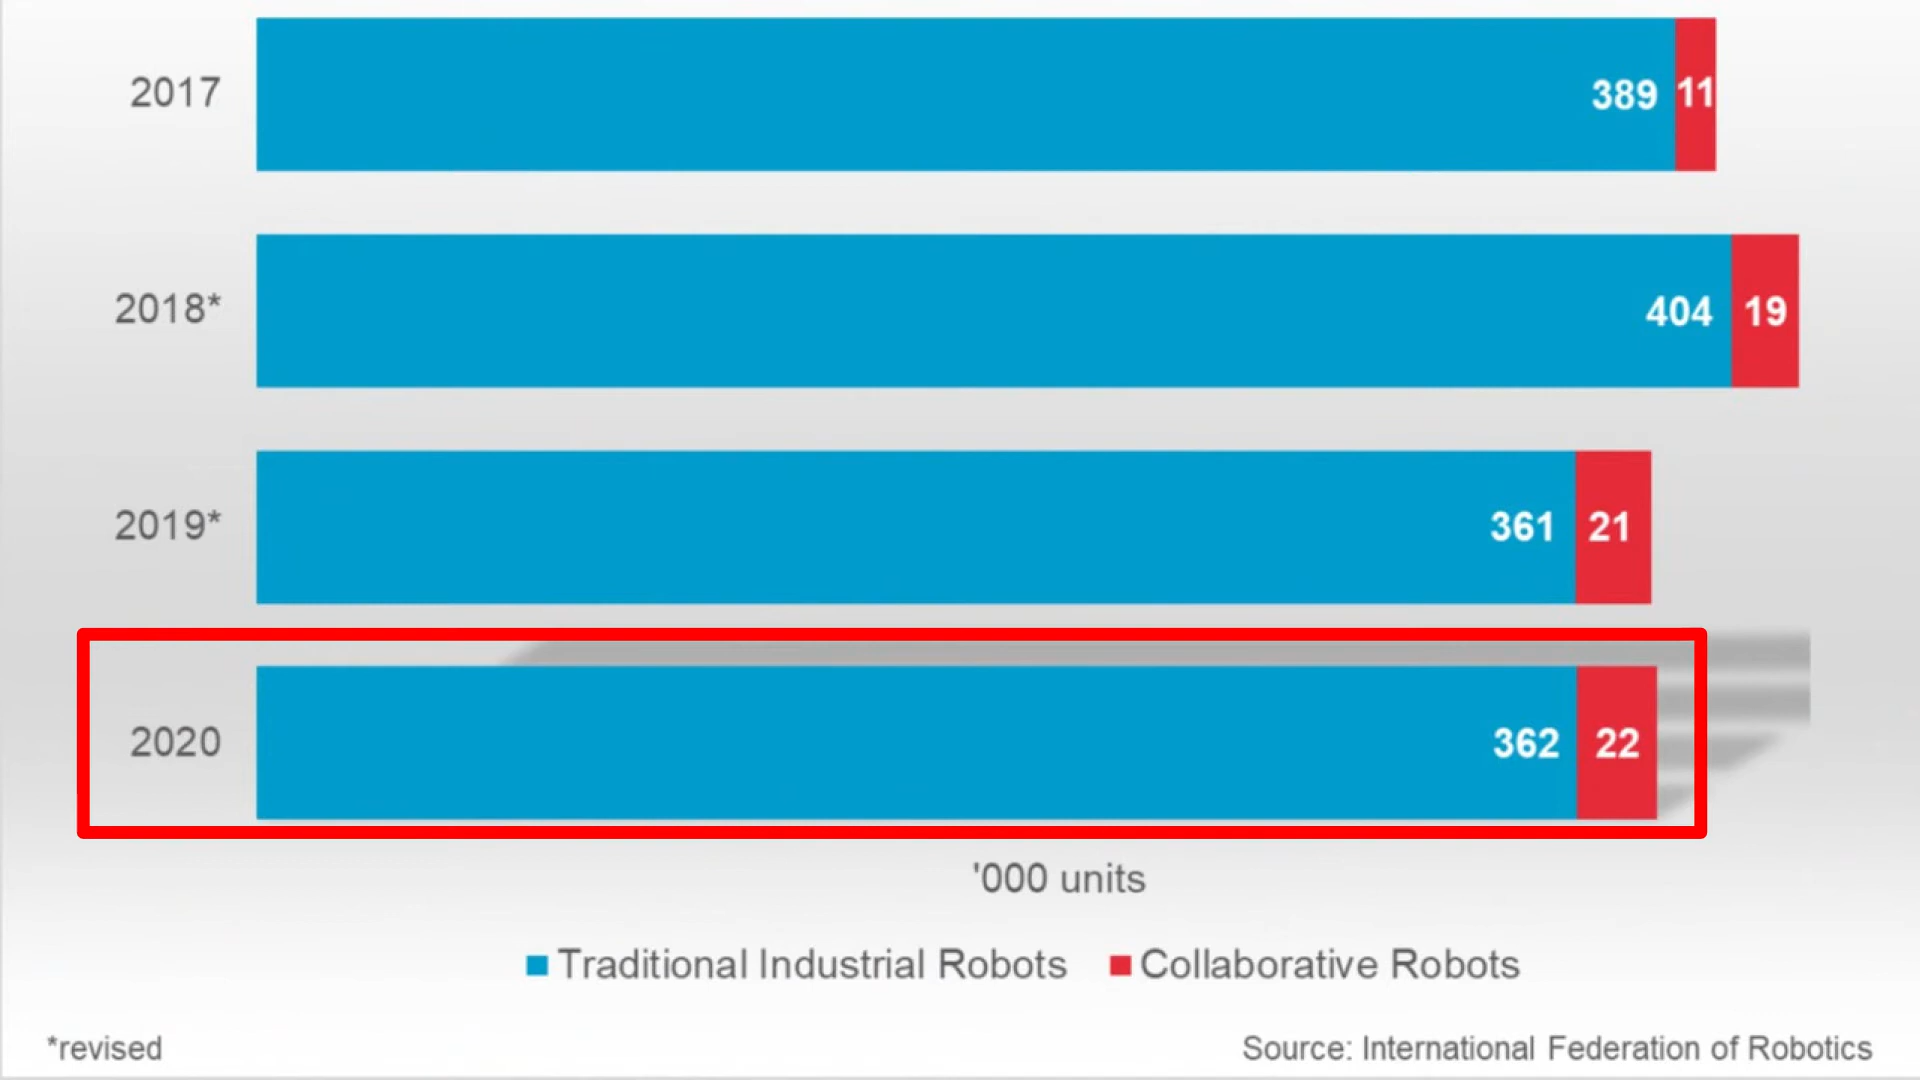 2017 389 11
2018* 404 19
2019* 361 21
2020 362 22
'000 units
Traditional Industrial Robots Collaborative Robots
*revised Source: International Federation of Robotics